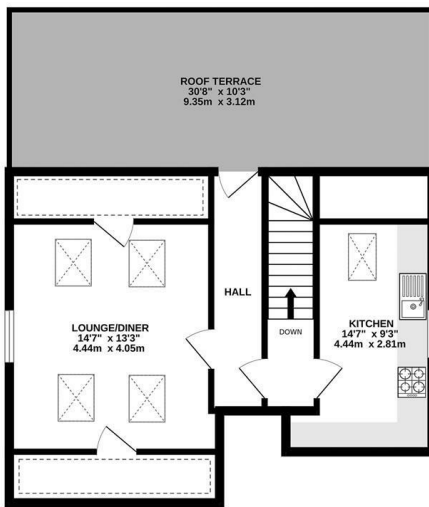 ROOF TERRACE
30'8" x 10'3"
9.35m x 3.12m
HALL
DOWN
LOUNGE/DINER
14'7" x 13'3"
4.44m x 4.05m
KITCHEN
14'7" x 9'3"
4.44m x 2.81m